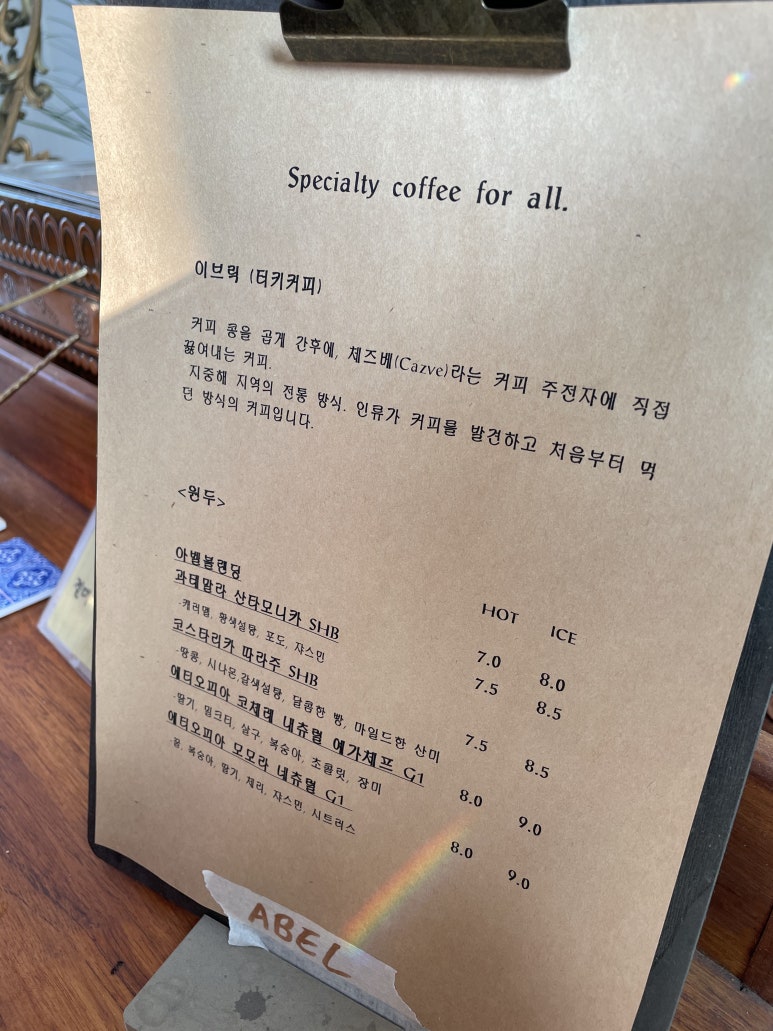 Specialty coffee for all.
이브릭 (터키커피)
커피 콩을 곱게 간후에, 체즈베(Cazve)라는 커피 주전자에 직접
끓여내는 커피.
지중해 지역의 전통 방식. 인류가 커피를 발견하고 처음부터 먹
던 방식의 커피입니다.
<원두>
HOT ICE
아벨블렌딩 7.0 8.0
과테말라 산타모니카 SHB 7.5 8.5
-캐러멜, 황색설탕, 포도, 쟈스민
코스타리카 따라주 SHB 7.5 8.5
-땅콩, 시나몬,갈색설탕, 달콤한 빵, 마일드한 산미
에티오피아 코체레 내츄럴 예가체프 G1 8.0 9.0
-딸기, 밀크티, 살구, 복숭아, 초콜릿, 장미
에티오피아 모모라 네츄럴 G1 8.0 9.0
-꿀, 복숭아, 딸기, 체리, 쟈스민, 시트러스
ABEL